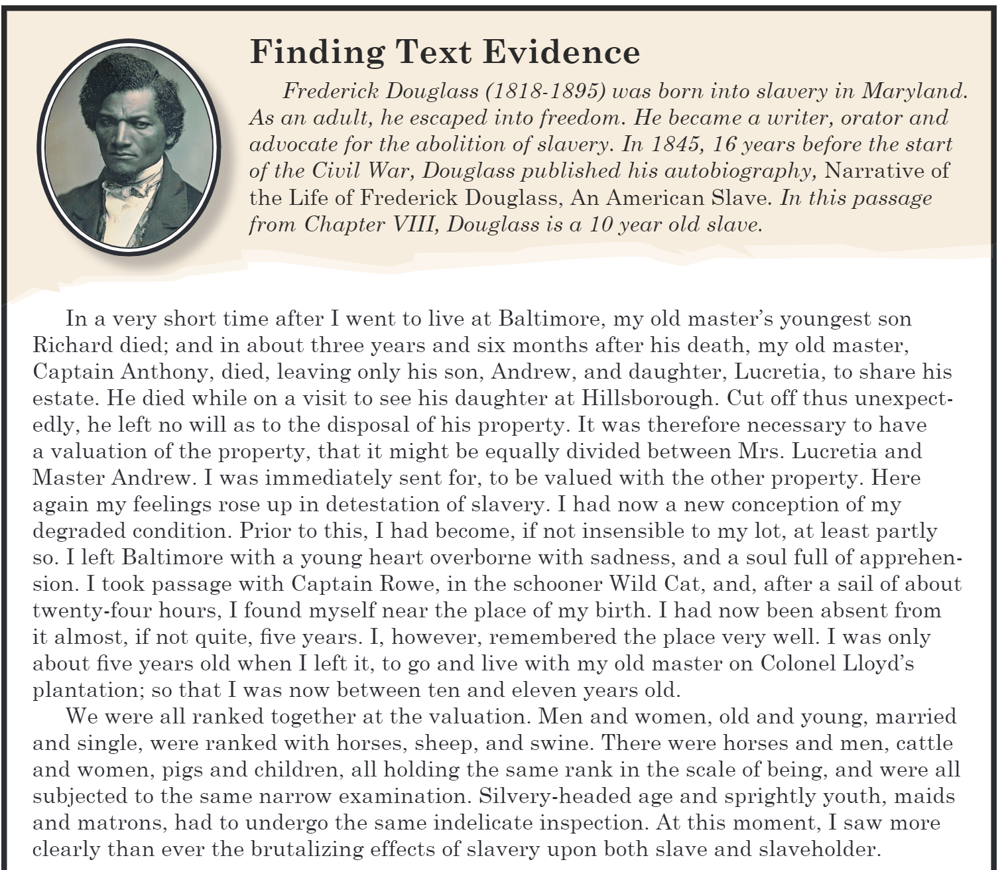 Finding Text Evidence
Frederick Douglass (1818-1895) was born into slavery in Maryland.
As an adult, he escaped into freedom. He became a writer, orator and
advocate for the abolition of slavery. In 1845, 16 years before the start
of the Civil War, Douglass published his autobiography, Narrative of
the Life of Frederick Douglass, An American Slave. In this passage
from Chapter VIII, Douglass is a 10 year old slave.
In a very short time after I went to live at Baltimore, my old master’s youngest son
Richard died; and in about three years and six months after his death, my old master,
Captain Anthony, died, leaving only his son, Andrew, and daughter, Lucretia, to share his
estate. He died while on a visit to see his daughter at Hillsborough. Cut off thus unexpect-
edly, he left no will as to the disposal of his property. It was therefore necessary to have
a valuation of the property, that it might be equally divided between Mrs. Lucretia and
Master Andrew. I was immediately sent for, to be valued with the other property. Here
again my feelings rose up in detestation of slavery. I had now a new conception of my
degraded condition. Prior to this, I had become, if not insensible to my lot, at least partly
so. I left Baltimore with a young heart overborne with sadness, and a soul full of apprehen-
sion. I took passage with Captain Rowe, in the schooner Wild Cat, and, after a sail of about
twenty-four hours, I found myself near the place of my birth. I had now been absent from
it almost, if not quite, five years. I, however, remembered the place very well. I was only
about five years old when I left it, to go and live with my old master on Colonel Lloyd’s
plantation; so that I was now between ten and eleven years old.
We were all ranked together at the valuation. Men and women, old and young, married
and single, were ranked with horses, sheep, and swine. There were horses and men, cattle
and women, pigs and children, all holding the same rank in the scale of being, and were all
subjected to the same narrow examination. Silvery-headed age and sprightly youth, maids
and matrons, had to undergo the same indelicate inspection. At this moment, I saw more
clearly than ever the brutalizing effects of slavery upon both slave and slaveholder.